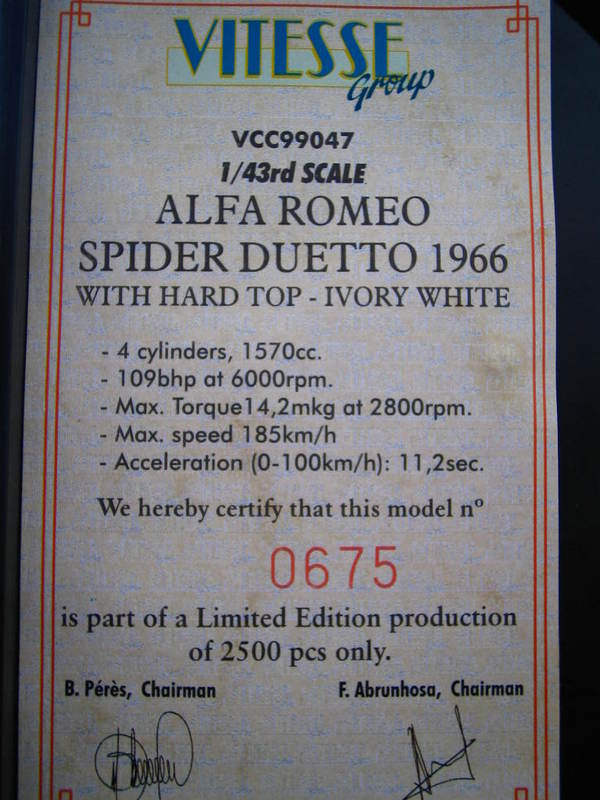 VITESSE
Group
VCC99047
1/43rd SCALE
ALFA ROMEO
SPIDER DUETTO 1966
WITH HARD TOP - IVORY WHITE
- 4 cylinders, 1570cc.
- 109bhp at 6000rpm.
- Max. Torque14,2mkg at 2800rpm.
- Max. speed 185km/h
- Acceleration (0-100km/h): 11,2sec.
We hereby certify that this model nº
0675
is part of a Limited Edition production
of 2500 pcs only.
B. Pérès, Chairman F. Abrunhosa, Chairman